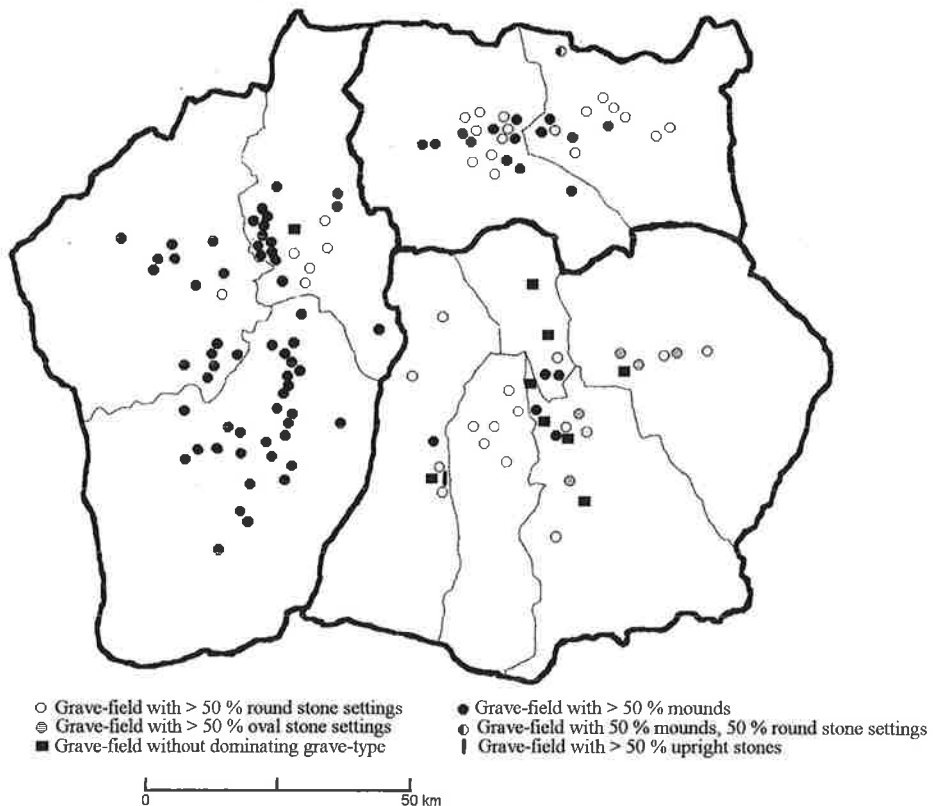 Grave-field with > 50 % round stone settings
Grave-field with > 50 % oval stone settings
Grave-field without dominating grave-type
Grave-field with > 50 % mounds
Grave-field with 50 % mounds, 50 % round stone settings
Grave-field with > 50 % upright stones
0 50 km